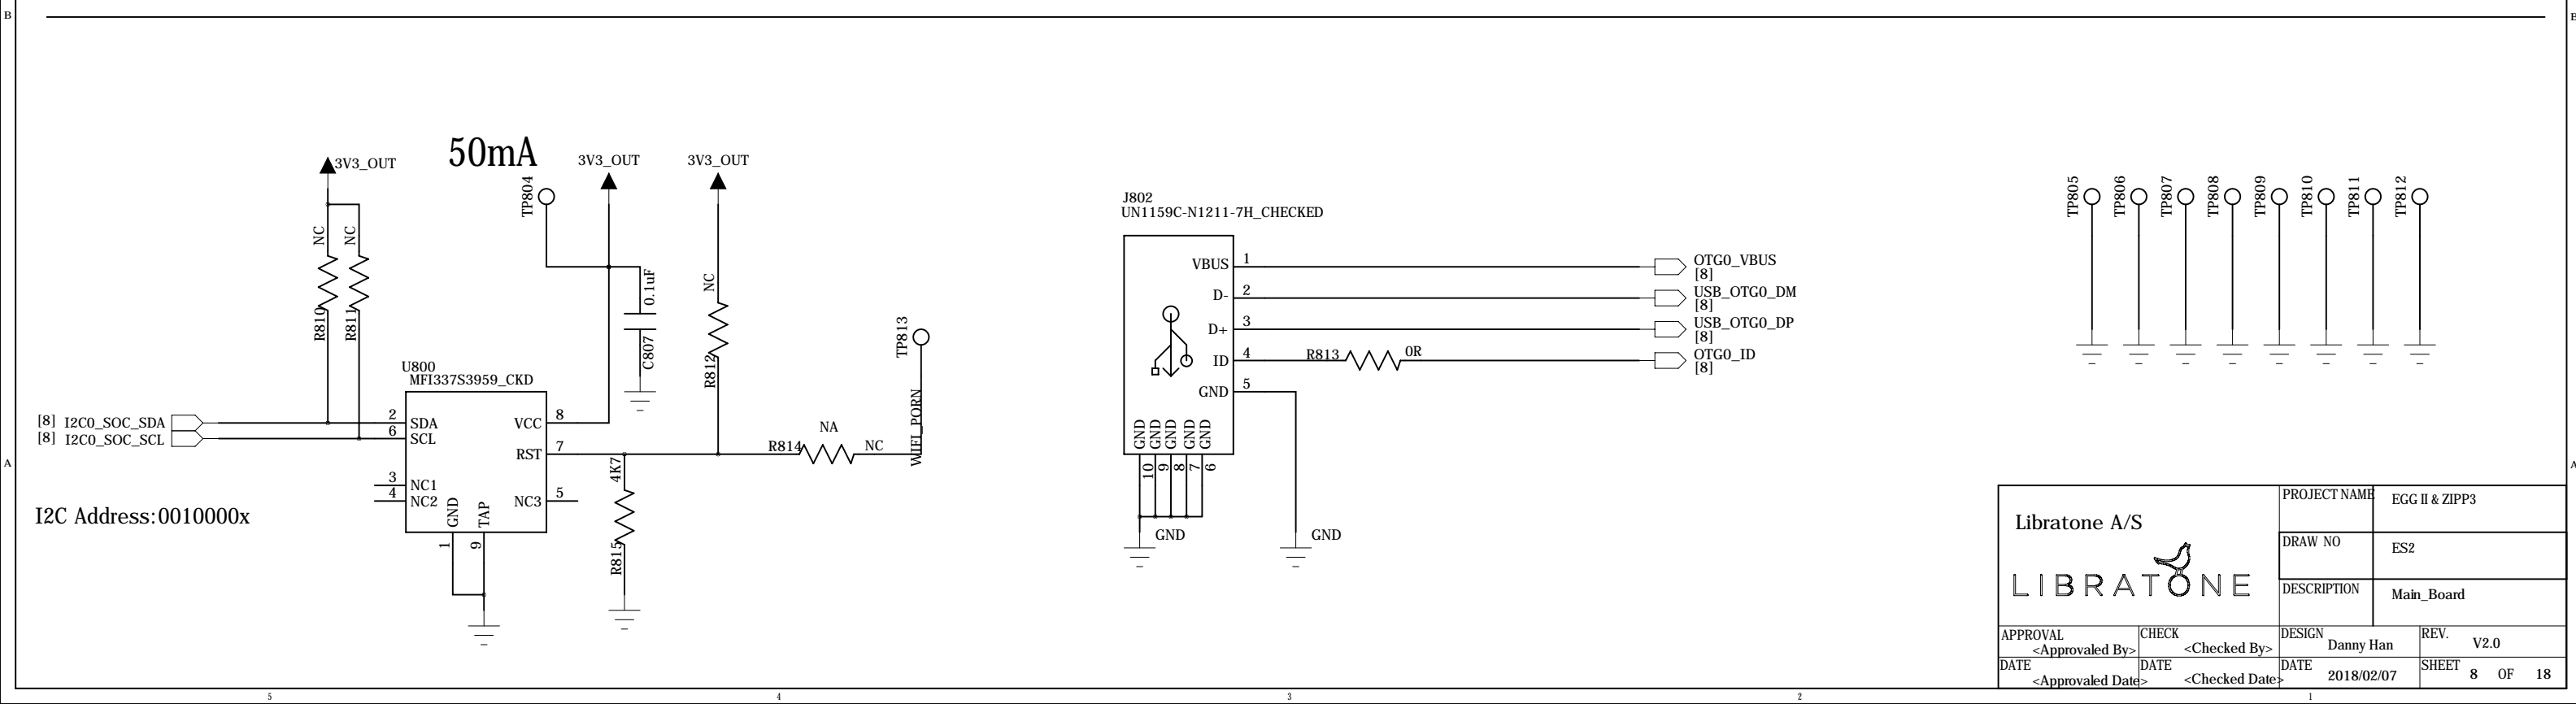 B
B
50mA
3V3_OUT
3V3_OUT
3V3_OUT
TP804
NC
NC
R810
R811
0.1uF
C807
NC
R812
TP813
WIFI_PORN
U800
MFI337S3959_CKD
[8] I2C0_SOC_SDA
[8] I2C0_SOC_SCL
2
6
3
4
SDA
SCL
NC1
NC2
GND
TAP
VCC
RST
NC3
8
7
5
1
9
R814
NA
NC
4K7
R815
I2C Address:0010000x
J802
UN1159C-N1211-7H_CHECKED
VBUS
D-
D+
ID
GND
1
2
3
4
5
GND
GND
GND
GND
GND
10
9
8
7
6
GND
GND
R813
0R
OTG0_VBUS
[8]
USB_OTG0_DM
[8]
USB_OTG0_DP
[8]
OTG0_ID
[8]
TP805
TP806
TP807
TP808
TP809
TP810
TP811
TP812
A
A
Libratone A/S
LIBRATONE
PROJECT NAME
EGG II & ZIPP3
DRAW NO
ES2
DESCRIPTION
Main_Board
APPROVAL
<Approvaled By>
CHECK
<Checked By>
DESIGN
Danny Han
REV.
V2.0
DATE
<Approvaled Date>
DATE
<Checked Date>
DATE
2018/02/07
SHEET
8 OF 18
5
4
3
2
1